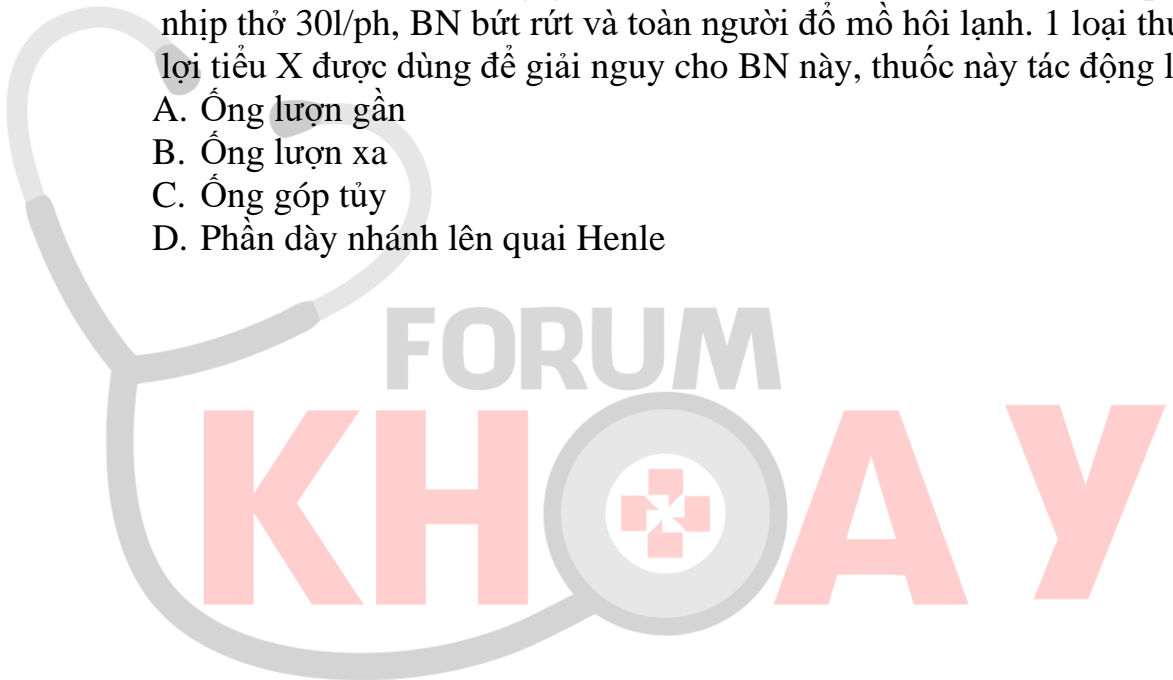 nhịp thở 30l/ph, BN bứt rứt và toàn người đổ mồ hôi lạnh. 1 loại
lợi tiểu X được dùng để giải nguy cho BN này, thuốc này tác động
A. Ống lượn gần
B. Ống lượn xa
C. Ống góp tủy
D. Phần dày nhánh lên quai Henle
FORUM
KHOA Y